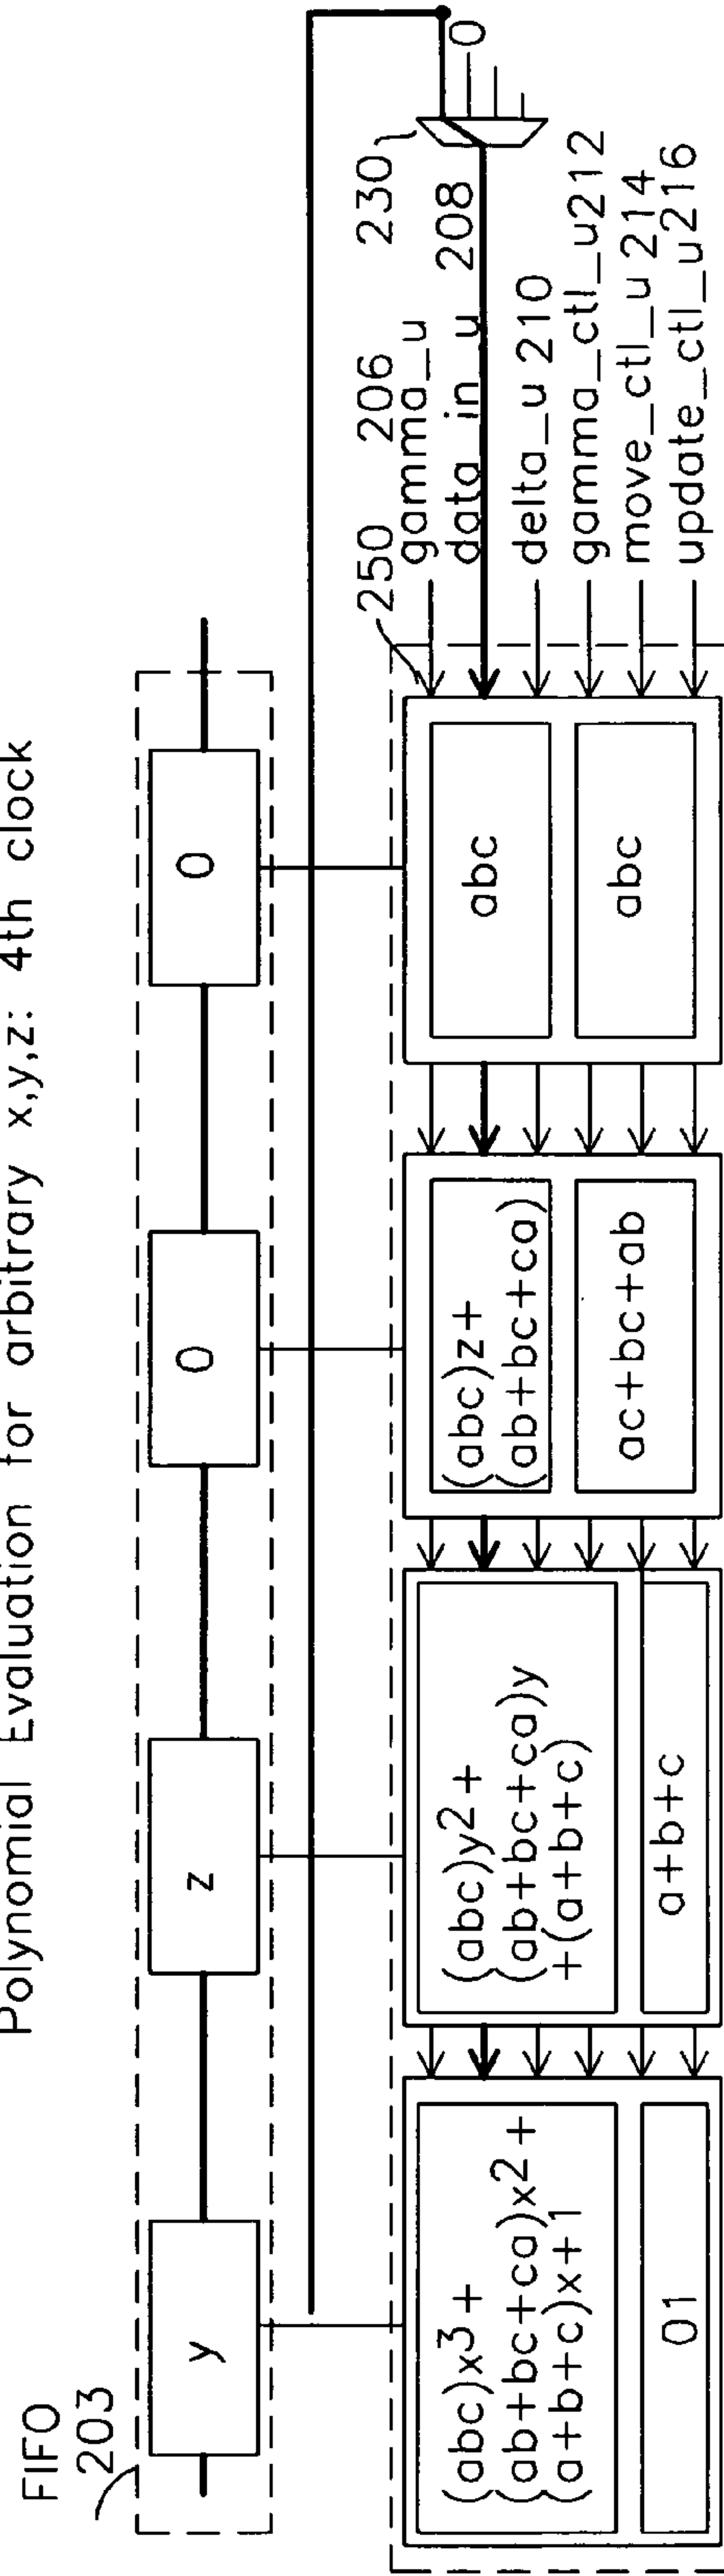 Polynomial Evaluation for arbitrary x,y,z: 4th clock
FIFO
203
y
z
0
0
(abc)x3+
(ab+bc+ca)x2+
(a+b+c)x+1
01
(abc)y2+
(ab+bc+ca)y
+(a+b+c)
a+b+c
(abc)z+
(ab+bc+ca)
ac+bc+ab
abc
abc
250
206
230
0
gamma_u
data_in_u 208
delta_u 210
gamma_ctl_u212
move_ctl_u 214
update_ctl_u216